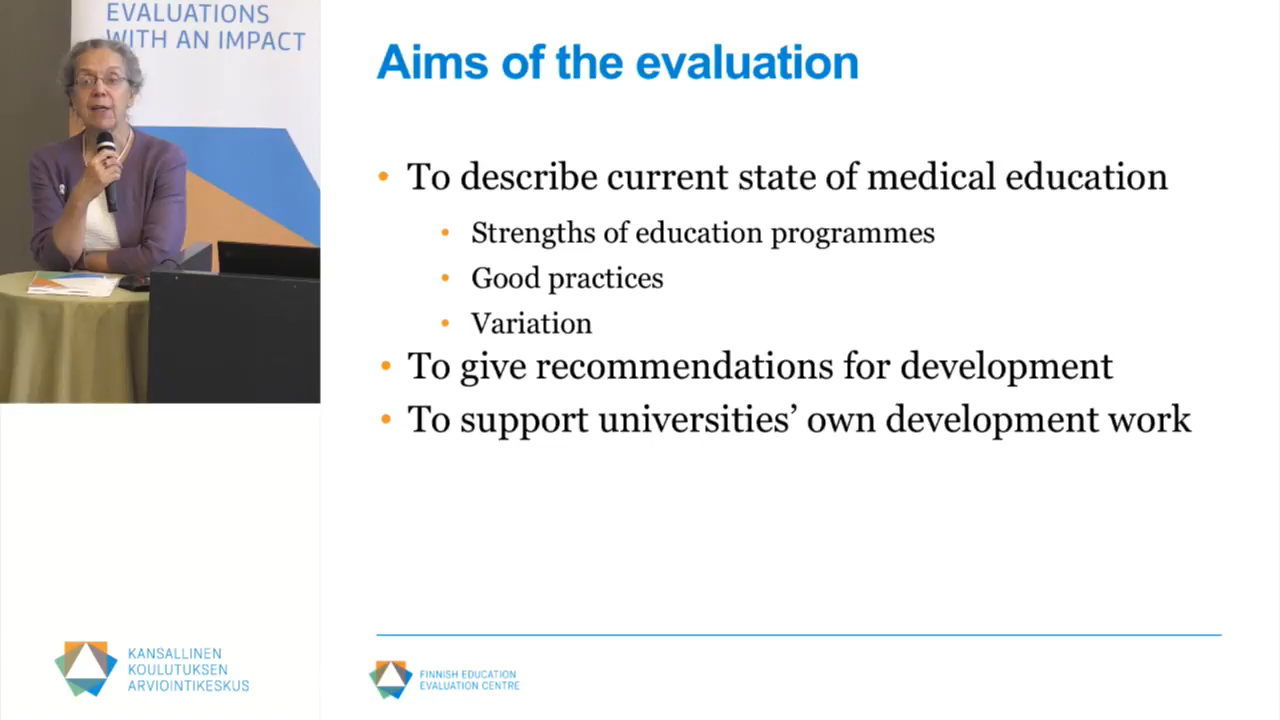 EVALUATIONS
WITH AN IMPACT
Aims of the evaluation
• To describe current state of medical education
• Strengths of education programmes
• Good practices
• Variation
• To give recommendations for development
• To support universities’ own development work
KANSALLINEN
KOULUTUKSEN
ARVIOINTIKESKUS
FINNISH EDUCATION
EVALUATION CENTRE